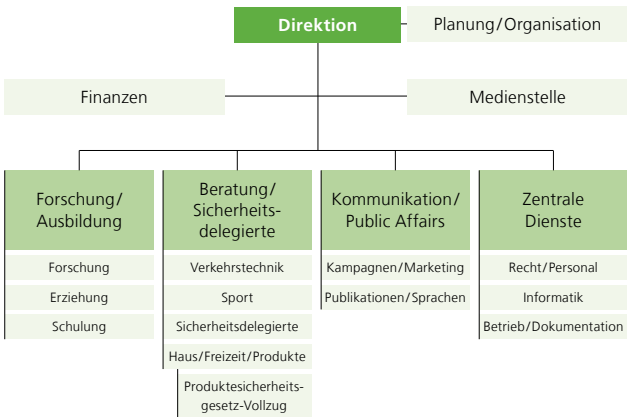 Direktion
Planung/Organisation
Finanzen
Medienstelle
Forschung/
Ausbildung
Beratung/
Sicherheits-
delegierte
Kommunikation/
Public Affairs
Zentrale
Dienste
Forschung
Erziehung
Schulung
Verkehrstechnik
Sport
Sicherheitsdelegierte
Haus/Freizeit/Produkte
Produktesicherheits-
gesetz-Vollzug
Kampagnen/Marketing
Publikationen/Sprachen
Recht/Personal
Informatik
Betrieb/Dokumentation